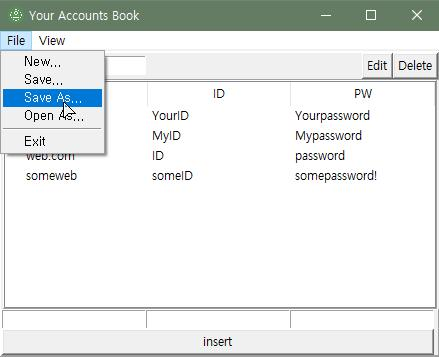 Your Accounts Book
File View
New...
Save...
Save As...
Open As...
Exit
Edit Delete
ID PW
YourID Yourpassword
MyID Mypassword
web.com ID password
someweb someID somepassword!
insert